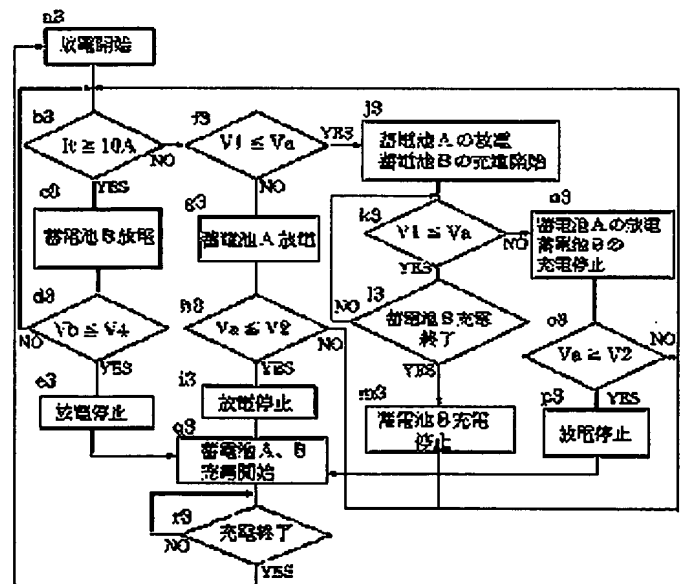 a3
放電開始
b3
It ≧ 10A
NO
YES
c3
蓄電池B放電
d3
Vb ≦ V4
NO
YES
e3
放電停止
f3
V1 ≦ Va
YES
NO
g3
蓄電池A放電
h3
Va ≦ V2
NO
YES
i3
放電停止
q3
蓄電池A、B
充電開始
r3
充電終了
NO
YES
j3
蓄電池Aの放電
蓄電池Bの充電開始
k3
V1 ≦ Va
NO
YES
l3
蓄電池B充電
終了
NO
YES
m3
蓄電池B充電
停止
n3
蓄電池Aの放電
蓄電池Bの
充電停止
o3
Va ≧ V2
NO
YES
p3
放電停止